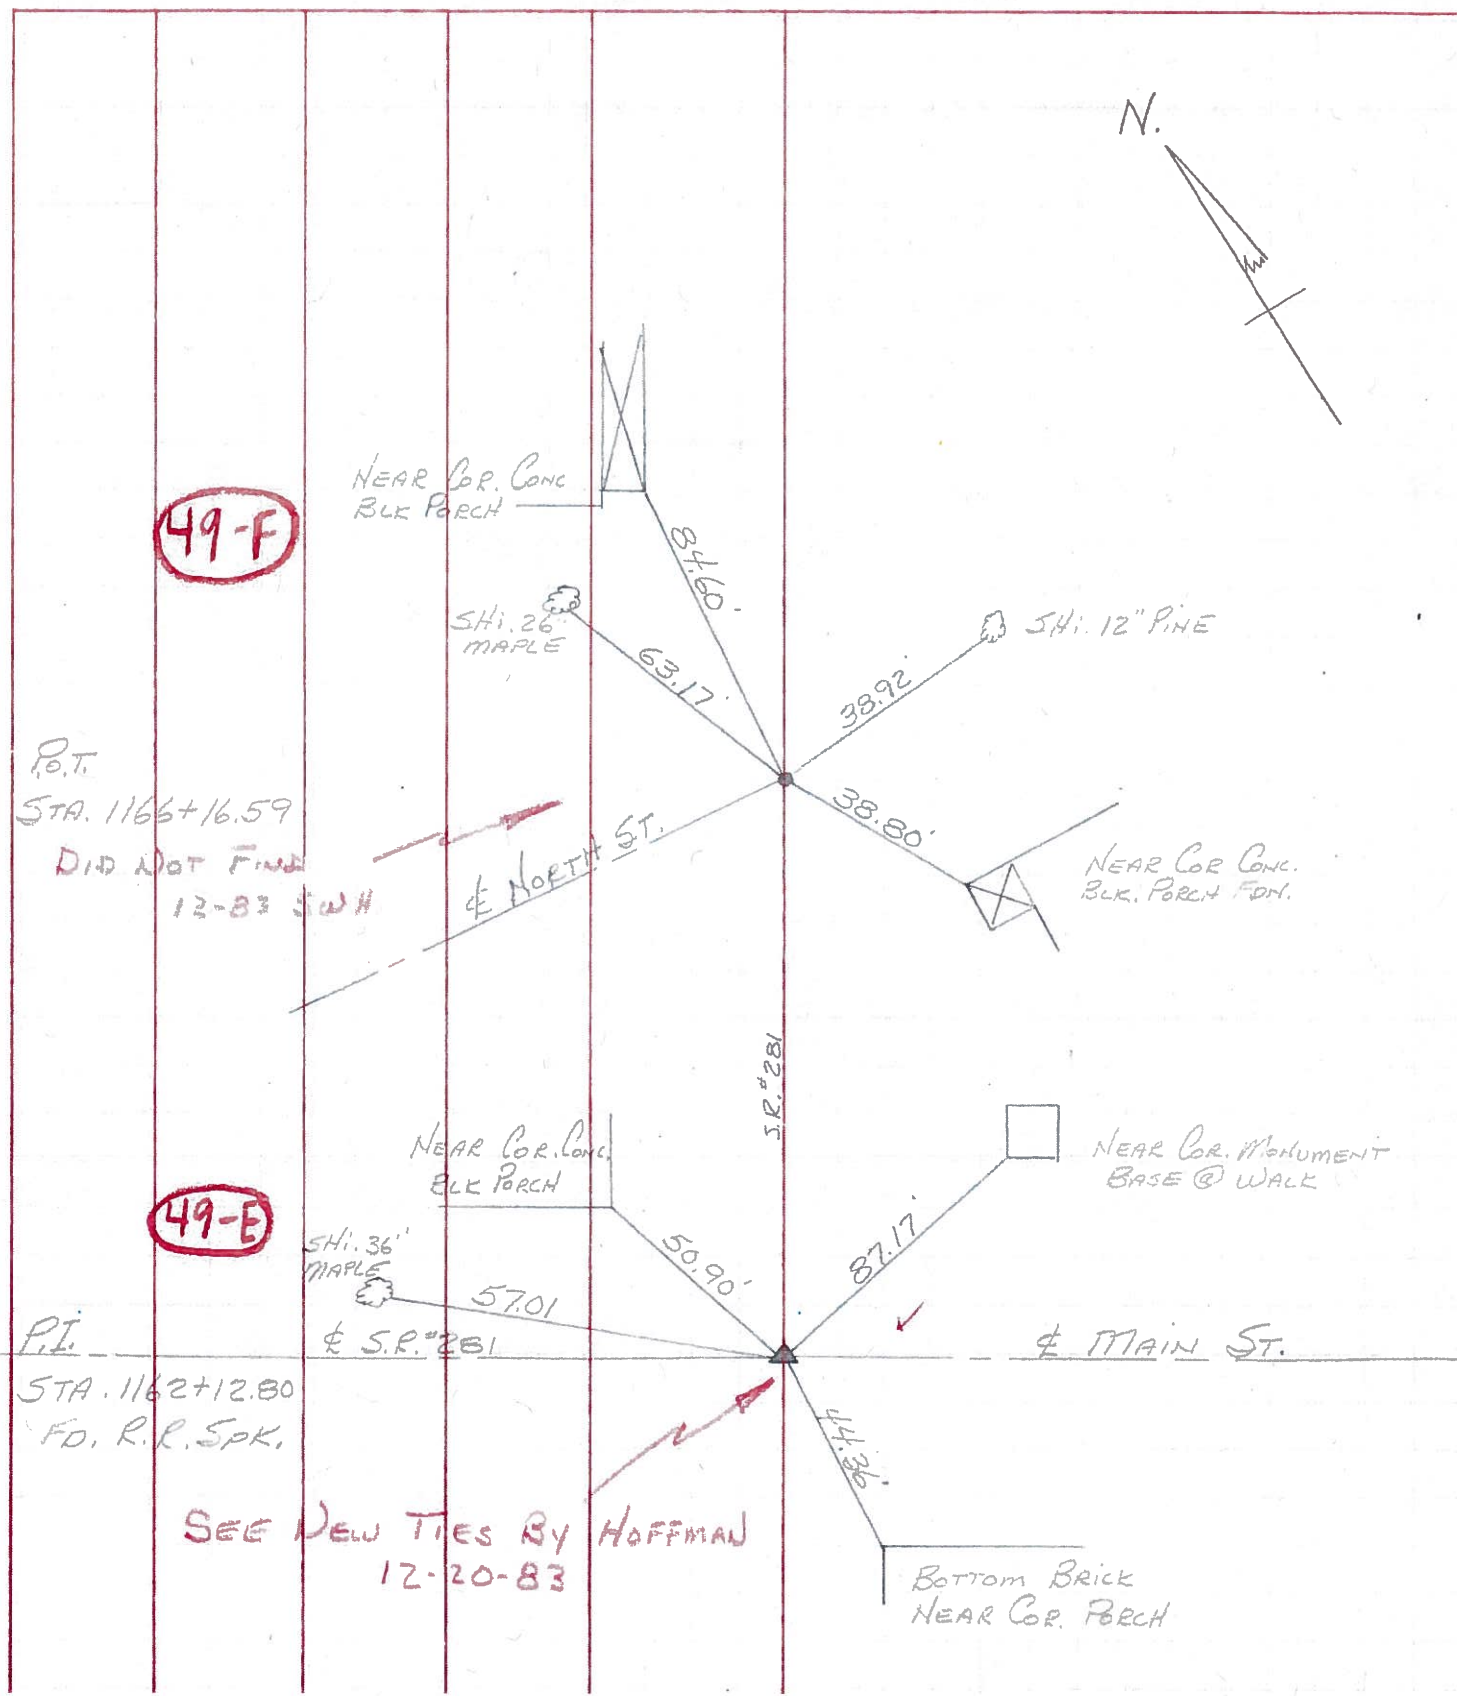 N.
NEAR COR. CONC
BLK PORCH
49-F
84.60'
SHI. 26"
MAPLE
63.17'
SHI. 12" PINE
38.92'
P.O.T.
STA. 1166+16.59
DID NOT FIND
12-83 SWH
38.80'
℄ NORTH ST.
NEAR COR CONC.
BLK. PORCH FDN.
S.R. #281
NEAR COR. CONC.
BLK PORCH
NEAR COR. MONUMENT
BASE @ WALK
49-E
SHI. 36"
MAPLE
50.90'
87.17
57.01
P.I.
℄ S.R. #281
℄ MAIN ST.
STA. 1162+12.80
FD. R.R. SPK.
44.36'
SEE NEW TIES BY HOFFMAN
12-20-83
BOTTOM BRICK
NEAR COR. PORCH